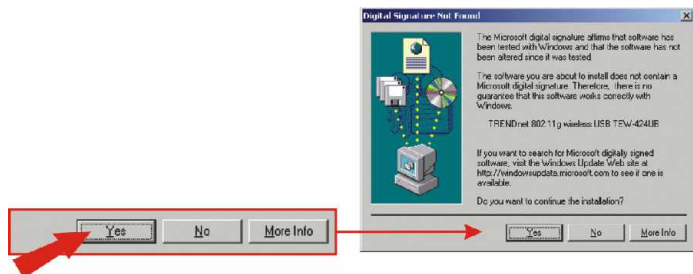 Digital Signature Not Found
The Microsoft digital signature affirms that software has
been tested with Windows and that the software has not
been altered since it was tested.
The software you are about to install does not contain a
Microsoft digital signature. Therefore, there is no
guarantee that this software works correctly with
Windows.
TRENDnet 802.11g wireless USB TEW-424UB
If you want to search for Microsoft digitally signed
software, visit the Windows Update Web site at
http://windowsupdate.microsoft.com to see if one is
available.
Do you want to continue the installation?
Yes No More Info
Yes No More Info